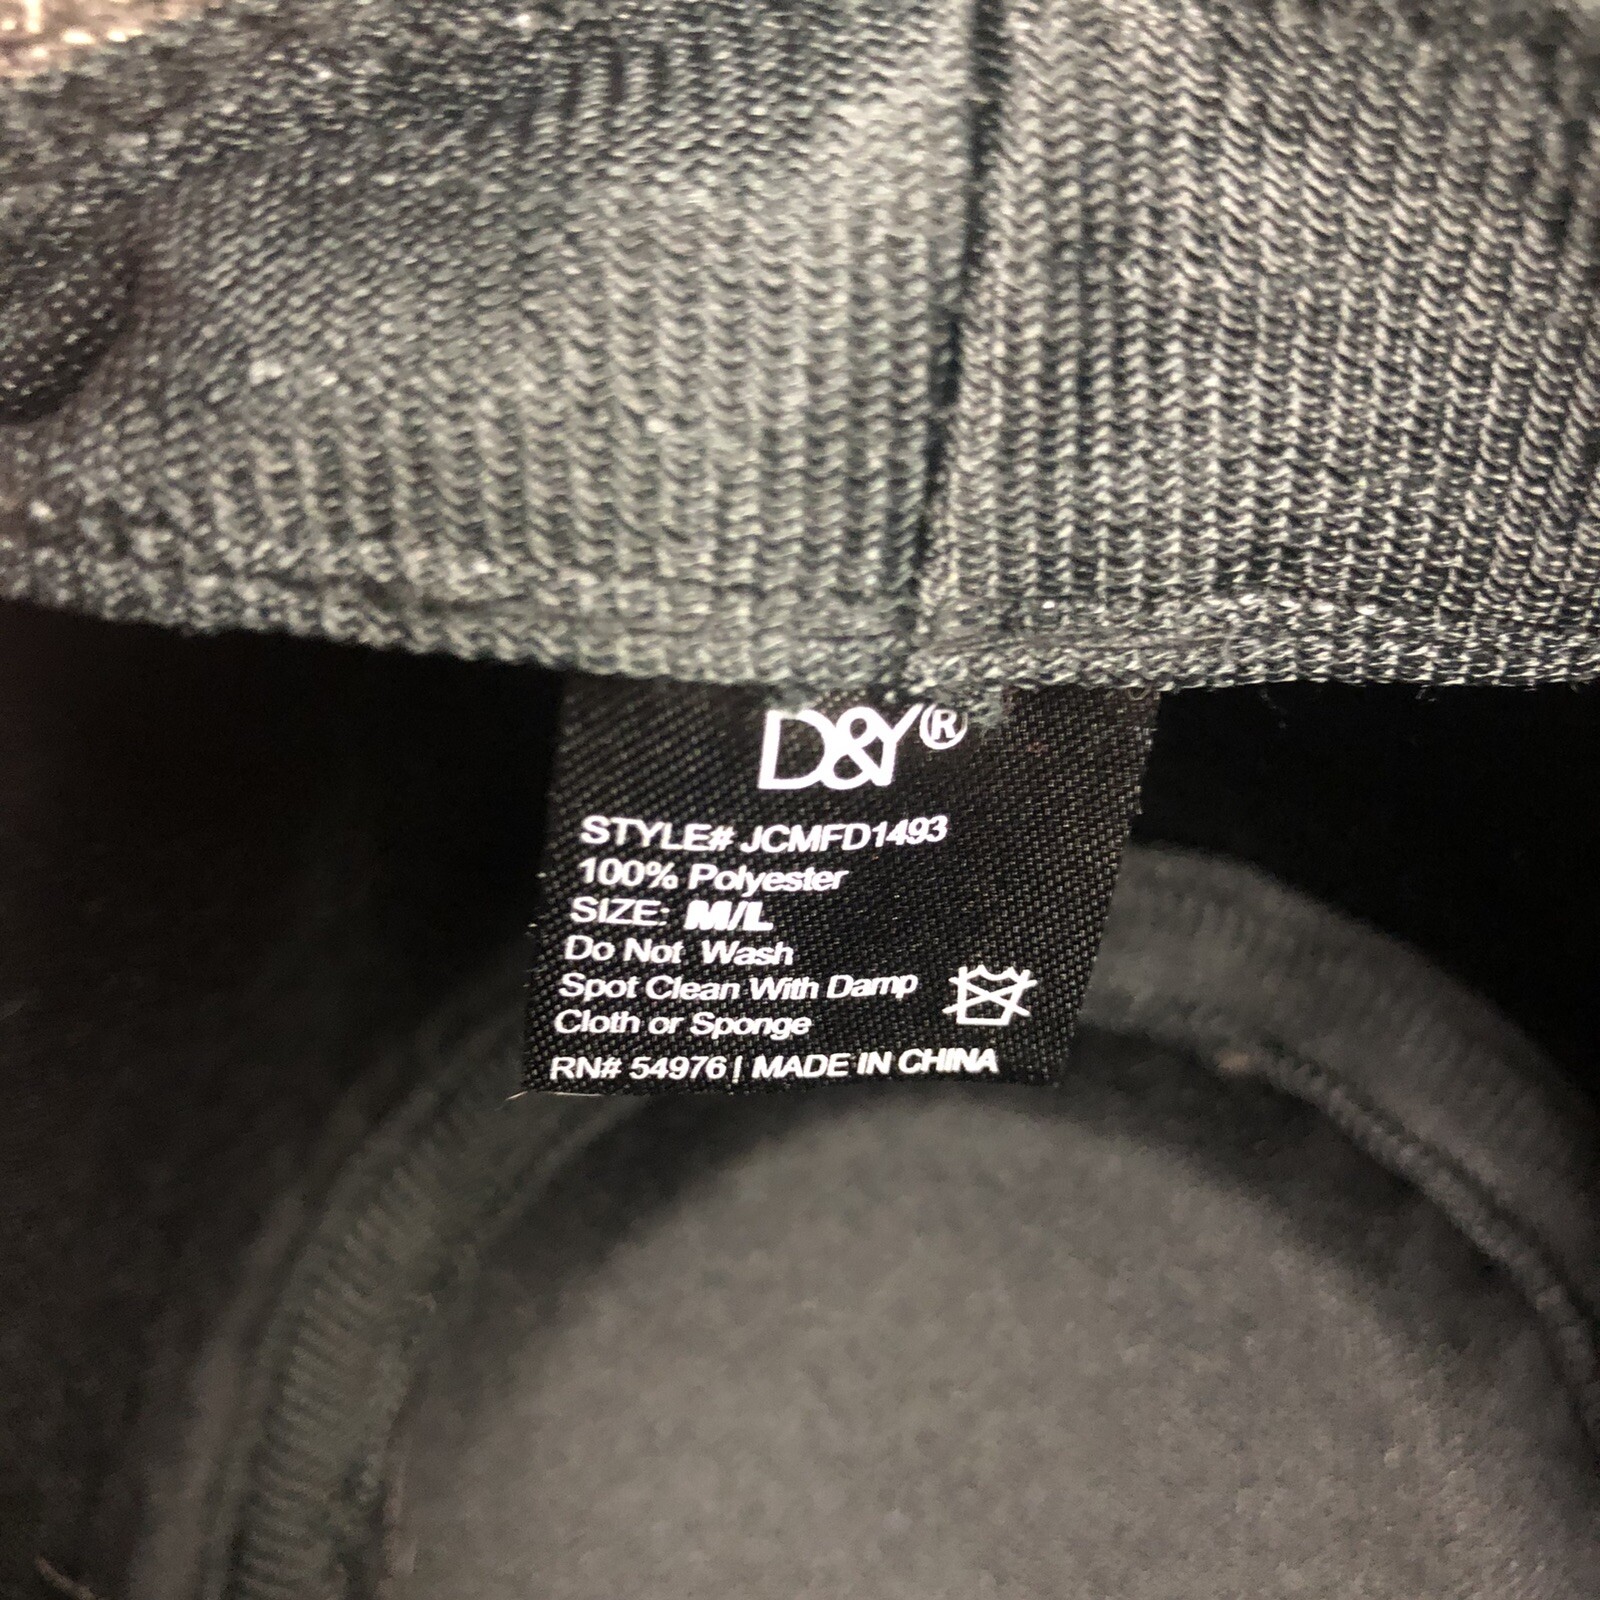 D&Y®
STYLE# JCMFD1493
100% Polyester
SIZE: M/L
Do Not Wash
Spot Clean With Damp
Cloth or Sponge
RN# 54976 | MADE IN CHINA